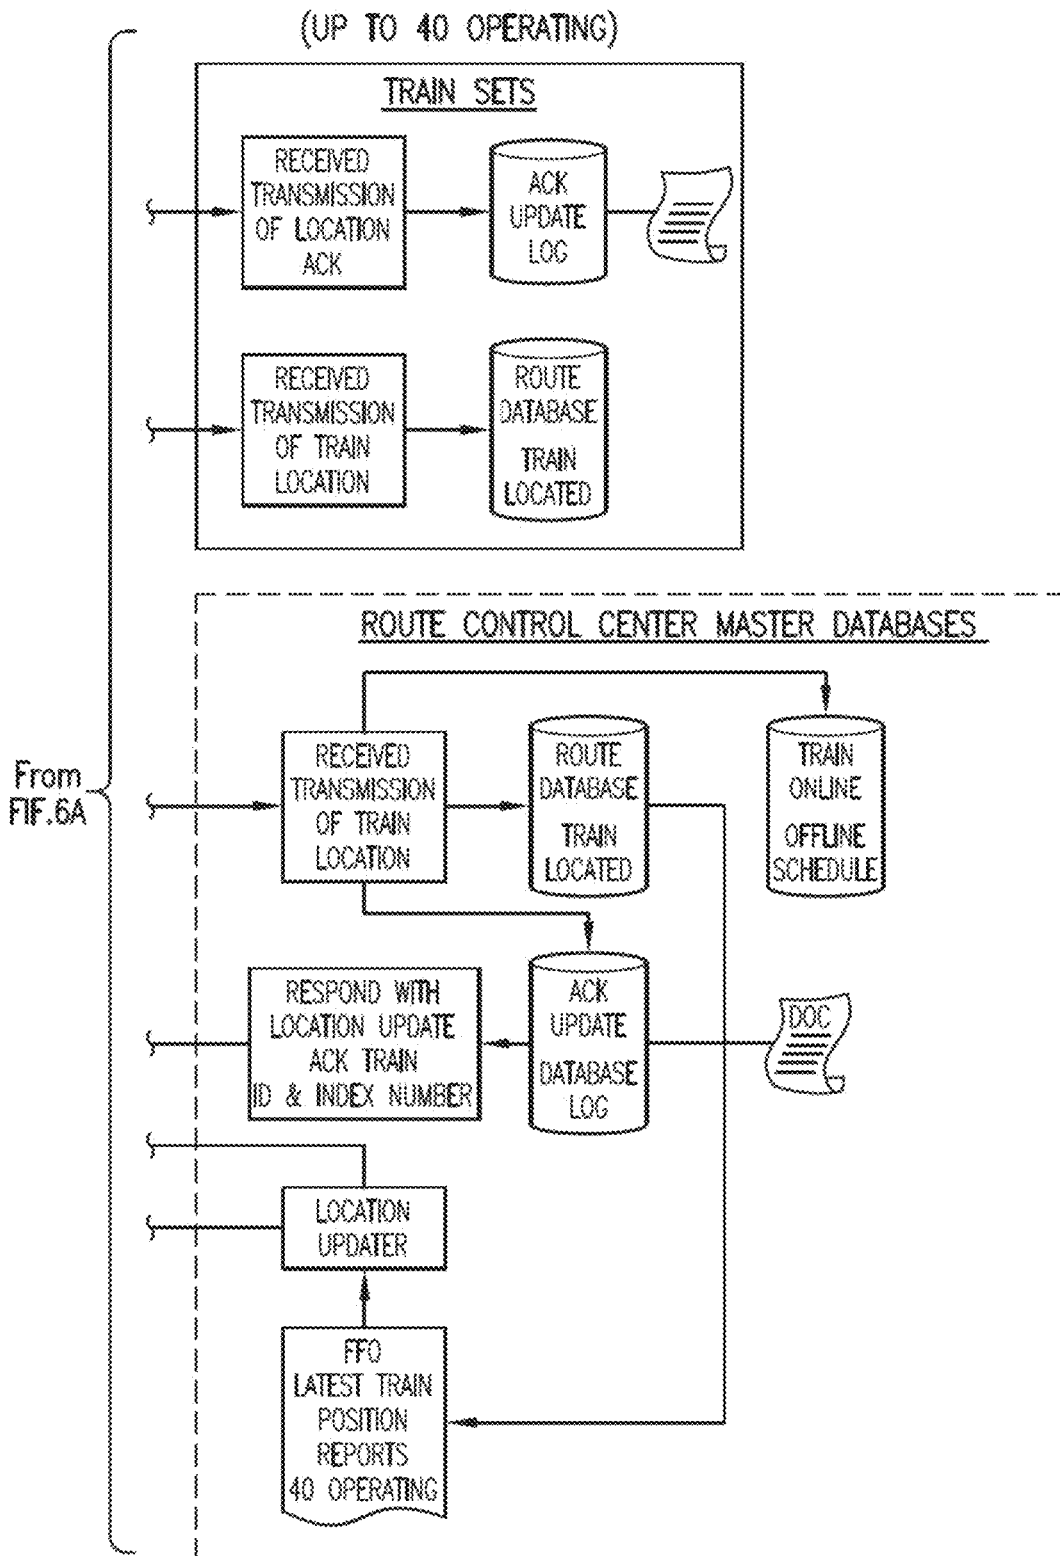 (UP TO 40 OPERATING)
TRAIN SETS
RECEIVED
TRANSMISSION
OF LOCATION
ACK
ACK
UPDATE
LOG
RECEIVED
TRANSMISSION
OF TRAIN
LOCATION
ROUTE
DATABASE
TRAIN
LOCATED
ROUTE CONTROL CENTER MASTER DATABASES
From
FIF.6A
RECEIVED
TRANSMISSION
OF TRAIN
LOCATION
ROUTE
DATABASE
TRAIN
LOCATED
TRAIN
ONLINE
OFFLINE
SCHEDULE
RESPOND WITH
LOCATION UPDATE
ACK TRAIN
ID & INDEX NUMBER
ACK
UPDATE
DATABASE
LOG
DOC
LOCATION
UPDATER
FFO
LATEST TRAIN
POSITION
REPORTS
40 OPERATING